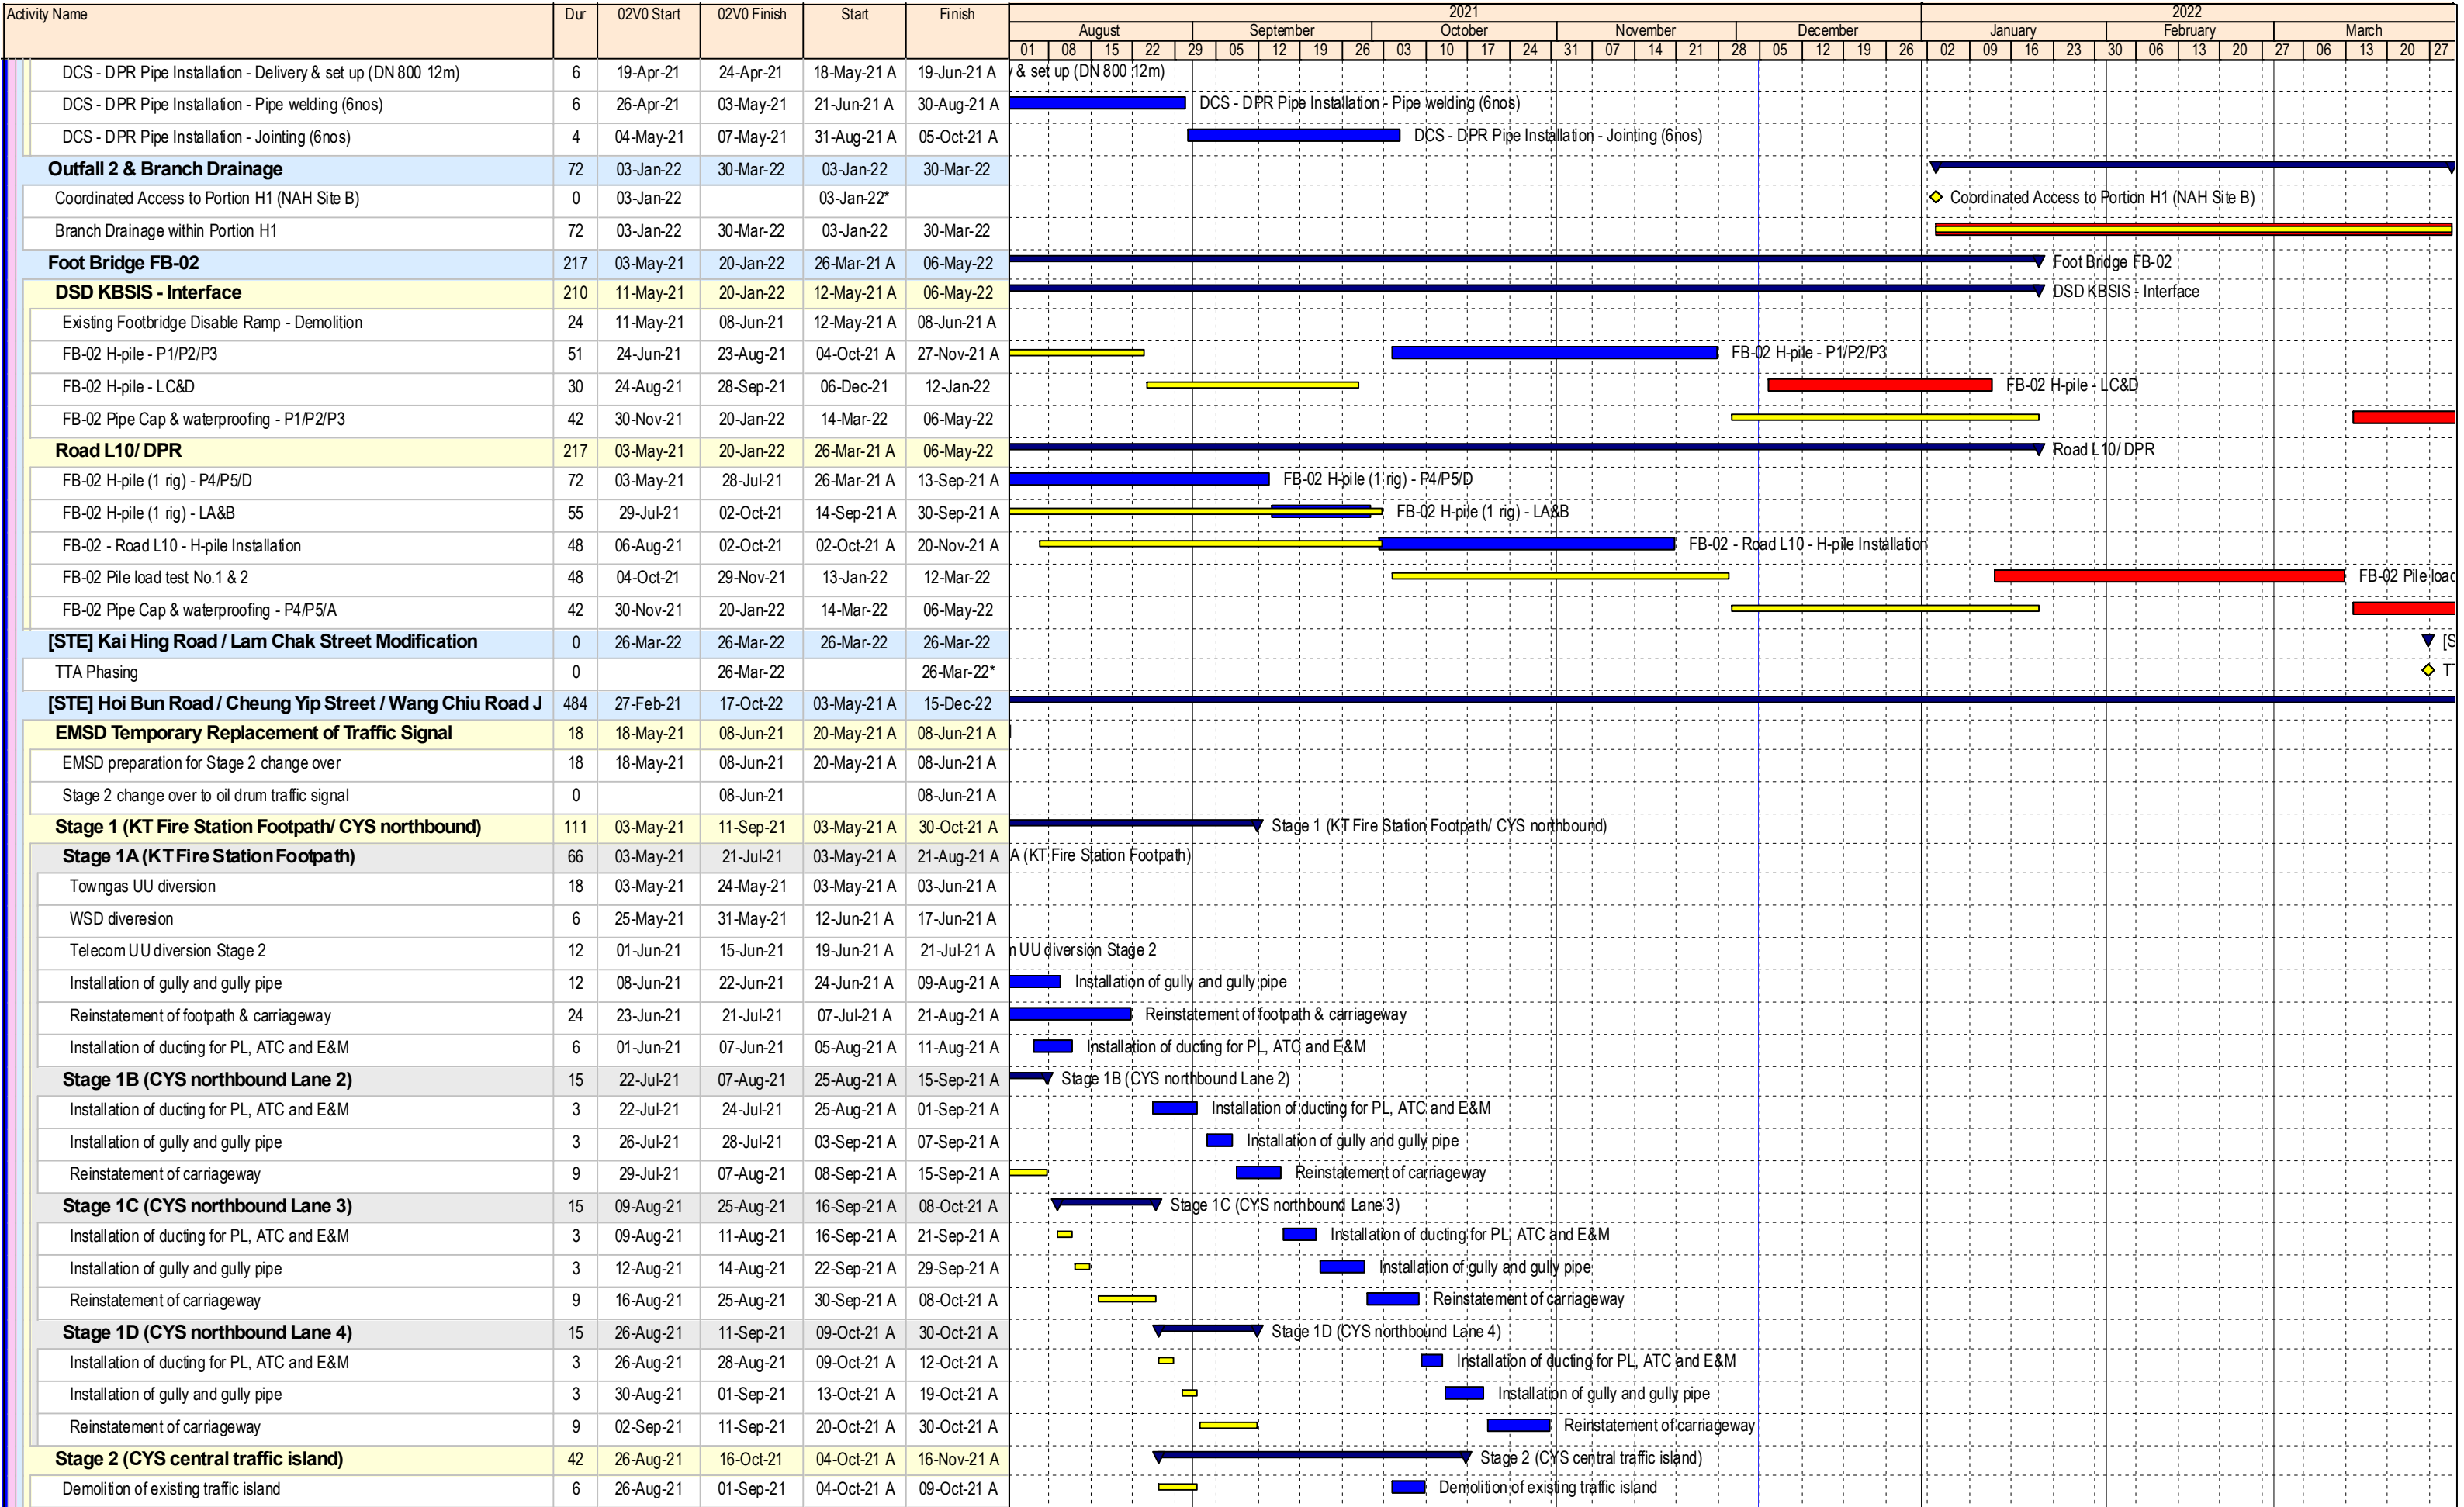 Activity Name Dur 02V0 Start 02V0 Finish Start Finish 2021 2022
August September October November December January February March
01 08 15 22 29 05 12 19 26 03 10 17 24 31 07 14 21 28 05 12 19 26 02 09 16 23 30 06 13 20 27 06 13 20 27
DCS - DPR Pipe Installation - Delivery & set up (DN 800 12m) 6 19-Apr-21 24-Apr-21 18-May-21 A 19-Jun-21 A & set up (DN 800 12m)
DCS - DPR Pipe Installation - Pipe welding (6nos) 6 26-Apr-21 03-May-21 21-Jun-21 A 30-Aug-21 A DCS - DPR Pipe Installation - Pipe welding (6nos)
DCS - DPR Pipe Installation - Jointing (6nos) 4 04-May-21 07-May-21 31-Aug-21 A 05-Oct-21 A DCS - DPR Pipe Installation - Jointing (6nos)
Outfall 2 & Branch Drainage 72 03-Jan-22 30-Mar-22 03-Jan-22 30-Mar-22
Coordinated Access to Portion H1 (NAH Site B) 0 03-Jan-22 03-Jan-22* Coordinated Access to Portion H1 (NAH Site B)
Branch Drainage within Portion H1 72 03-Jan-22 30-Mar-22 03-Jan-22 30-Mar-22
Foot Bridge FB-02 217 03-May-21 20-Jan-22 26-Mar-21 A 06-May-22 Foot Bridge FB-02
DSD KBSIS - Interface 210 11-May-21 20-Jan-22 12-May-21 A 06-May-22 DSD KBSIS - Interface
Existing Footbridge Disable Ramp - Demolition 24 11-May-21 08-Jun-21 12-May-21 A 08-Jun-21 A
FB-02 H-pile - P1/P2/P3 51 24-Jun-21 23-Aug-21 04-Oct-21 A 27-Nov-21 A FB-02 H-pile - P1/P2/P3
FB-02 H-pile - LC&D 30 24-Aug-21 28-Sep-21 06-Dec-21 12-Jan-22 FB-02 H-pile - LC&D
FB-02 Pipe Cap & waterproofing - P1/P2/P3 42 30-Nov-21 20-Jan-22 14-Mar-22 06-May-22
Road L10/ DPR 217 03-May-21 20-Jan-22 26-Mar-21 A 06-May-22 Road L10/ DPR
FB-02 H-pile (1 rig) - P4/P5/D 72 03-May-21 28-Jul-21 26-Mar-21 A 13-Sep-21 A FB-02 H-pile (1 rig) - P4/P5/D
FB-02 H-pile (1 rig) - LA&B 55 29-Jul-21 02-Oct-21 14-Sep-21 A 30-Sep-21 A FB-02 H-pile (1 rig) - LA&B
FB-02 - Road L10 - H-pile Installation 48 06-Aug-21 02-Oct-21 02-Oct-21 A 20-Nov-21 A FB-02 - Road L10 - H-pile Installation
FB-02 Pile load test No.1 & 2 48 04-Oct-21 29-Nov-21 13-Jan-22 12-Mar-22 FB-02 Pile load
FB-02 Pipe Cap & waterproofing - P4/P5/A 42 30-Nov-21 20-Jan-22 14-Mar-22 06-May-22
[STE] Kai Hing Road / Lam Chak Street Modification 0 26-Mar-22 26-Mar-22 26-Mar-22 26-Mar-22 [S
TTA Phasing 0 26-Mar-22 26-Mar-22* T
[STE] Hoi Bun Road / Cheung Yip Street / Wang Chiu Road J 484 27-Feb-21 17-Oct-22 03-May-21 A 15-Dec-22
EMSD Temporary Replacement of Traffic Signal 18 18-May-21 08-Jun-21 20-May-21 A 08-Jun-21 A
EMSD preparation for Stage 2 change over 18 18-May-21 08-Jun-21 20-May-21 A 08-Jun-21 A
Stage 2 change over to oil drum traffic signal 0 08-Jun-21 08-Jun-21 A
Stage 1 (KT Fire Station Footpath/ CYS northbound) 111 03-May-21 11-Sep-21 03-May-21 A 30-Oct-21 A Stage 1 (KT Fire Station Footpath/ CYS northbound)
Stage 1A (KT Fire Station Footpath) 66 03-May-21 21-Jul-21 03-May-21 A 21-Aug-21 A A (KT Fire Station Footpath)
Towngas UU diversion 18 03-May-21 24-May-21 03-May-21 A 03-Jun-21 A
WSD diveresion 6 25-May-21 31-May-21 12-Jun-21 A 17-Jun-21 A
Telecom UU diversion Stage 2 12 01-Jun-21 15-Jun-21 19-Jun-21 A 21-Jul-21 A UU diversion Stage 2
Installation of gully and gully pipe 12 08-Jun-21 22-Jun-21 24-Jun-21 A 09-Aug-21 A Installation of gully and gully pipe
Reinstatement of footpath & carriageway 24 23-Jun-21 21-Jul-21 07-Jul-21 A 21-Aug-21 A Reinstatement of footpath & carriageway
Installation of ducting for PL, ATC and E&M 6 01-Jun-21 07-Jun-21 05-Aug-21 A 11-Aug-21 A Installation of ducting for PL, ATC and E&M
Stage 1B (CYS northbound Lane 2) 15 22-Jul-21 07-Aug-21 25-Aug-21 A 15-Sep-21 A Stage 1B (CYS northbound Lane 2)
Installation of ducting for PL, ATC and E&M 3 22-Jul-21 24-Jul-21 25-Aug-21 A 01-Sep-21 A Installation of ducting for PL, ATC and E&M
Installation of gully and gully pipe 3 26-Jul-21 28-Jul-21 03-Sep-21 A 07-Sep-21 A Installation of gully and gully pipe
Reinstatement of carriageway 9 29-Jul-21 07-Aug-21 08-Sep-21 A 15-Sep-21 A Reinstatement of carriageway
Stage 1C (CYS northbound Lane 3) 15 09-Aug-21 25-Aug-21 16-Sep-21 A 08-Oct-21 A Stage 1C (CYS northbound Lane 3)
Installation of ducting for PL, ATC and E&M 3 09-Aug-21 11-Aug-21 16-Sep-21 A 21-Sep-21 A Installation of ducting for PL, ATC and E&M
Installation of gully and gully pipe 3 12-Aug-21 14-Aug-21 22-Sep-21 A 29-Sep-21 A Installation of gully and gully pipe
Reinstatement of carriageway 9 16-Aug-21 25-Aug-21 30-Sep-21 A 08-Oct-21 A Reinstatement of carriageway
Stage 1D (CYS northbound Lane 4) 15 26-Aug-21 11-Sep-21 09-Oct-21 A 30-Oct-21 A Stage 1D (CYS northbound Lane 4)
Installation of ducting for PL, ATC and E&M 3 26-Aug-21 28-Aug-21 09-Oct-21 A 12-Oct-21 A Installation of ducting for PL, ATC and E&M
Installation of gully and gully pipe 3 30-Aug-21 01-Sep-21 13-Oct-21 A 19-Oct-21 A Installation of gully and gully pipe
Reinstatement of carriageway 9 02-Sep-21 11-Sep-21 20-Oct-21 A 30-Oct-21 A Reinstatement of carriageway
Stage 2 (CYS central traffic island) 42 26-Aug-21 16-Oct-21 04-Oct-21 A 16-Nov-21 A Stage 2 (CYS central traffic island)
Demolition of existing traffic island 6 26-Aug-21 01-Sep-21 04-Oct-21 A 09-Oct-21 A Demolition of existing traffic island